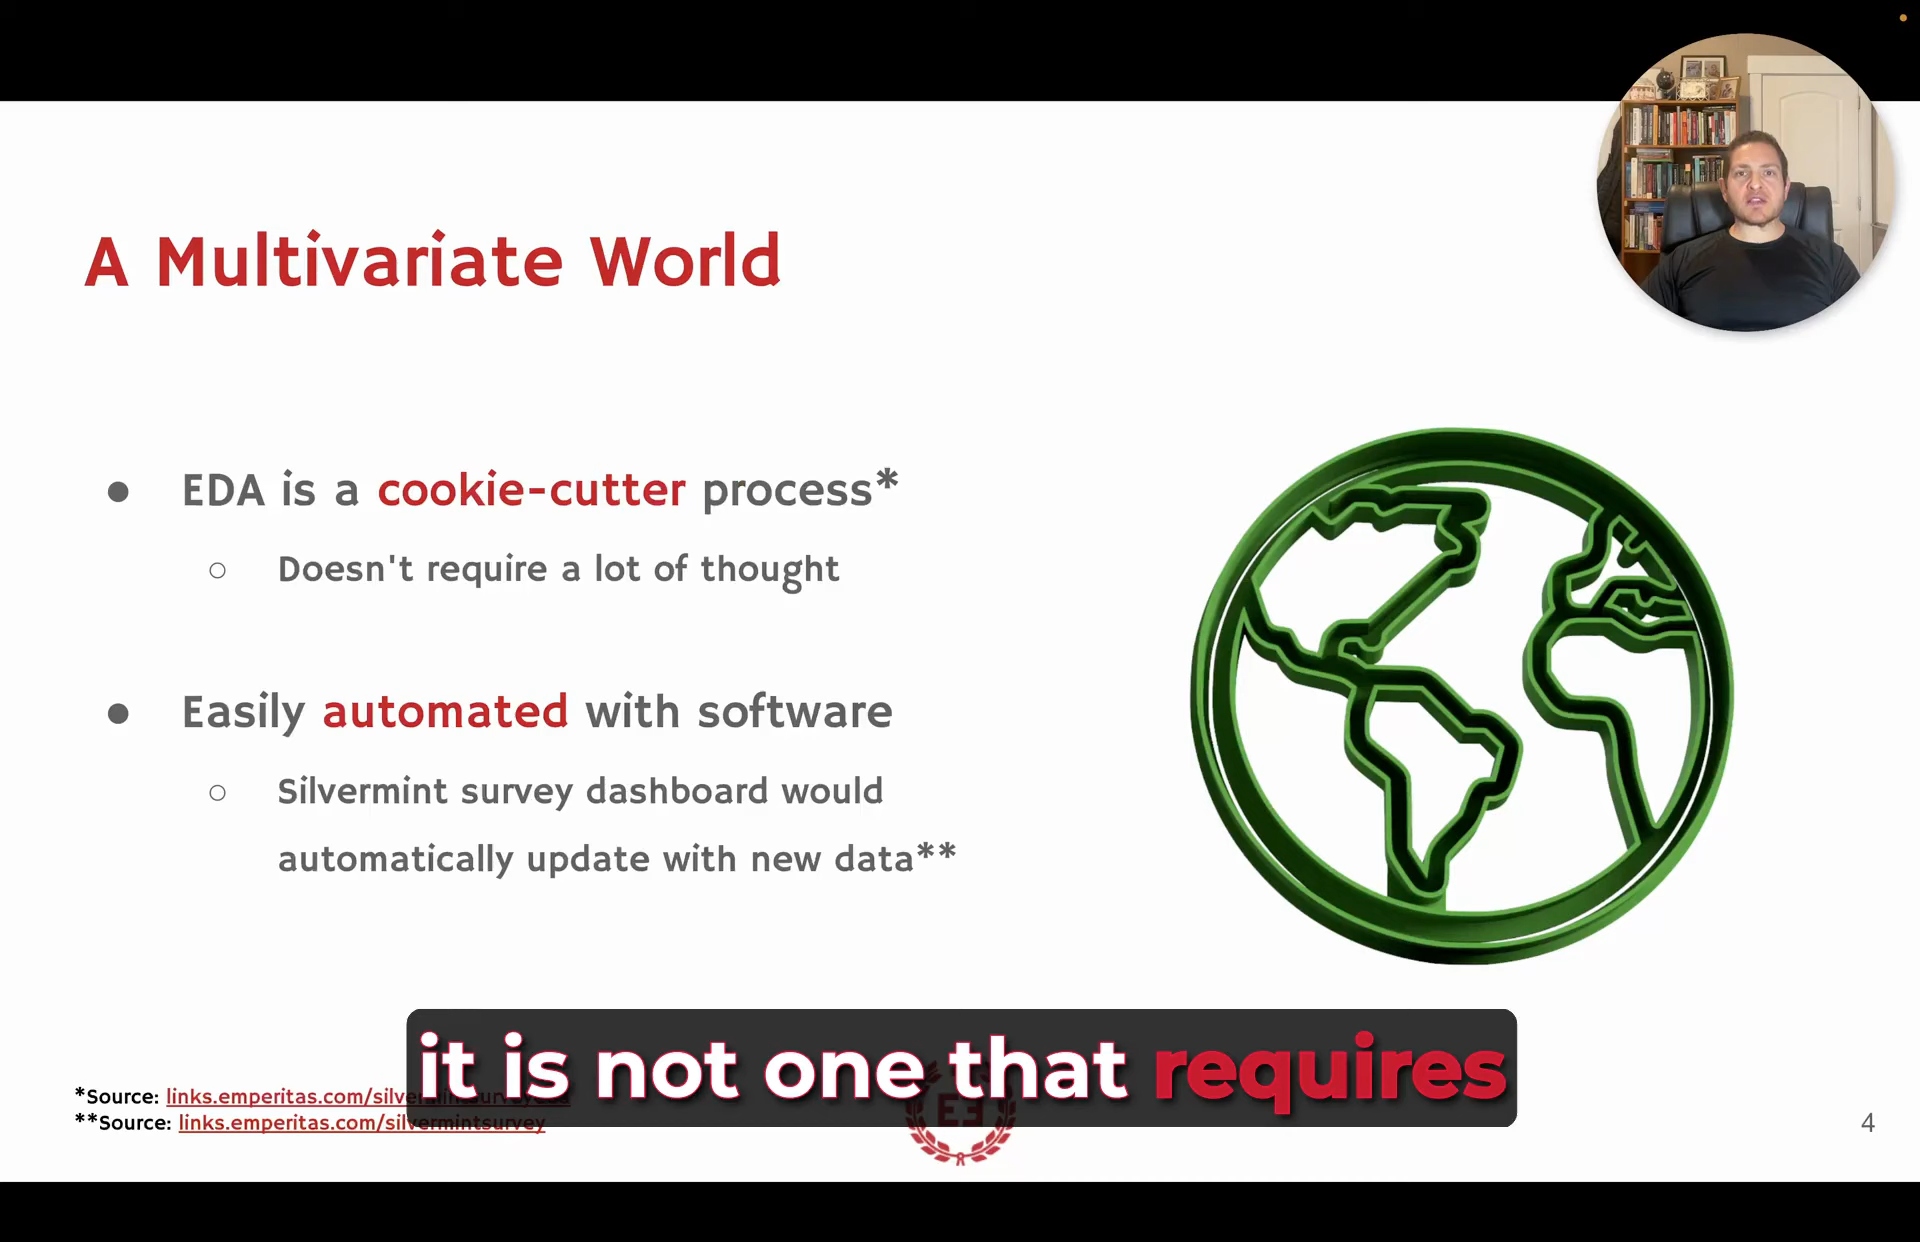 A Multivariate World
● EDA is a cookie-cutter process*
○ Doesn't require a lot of thought
● Easily automated with software
○ Silvermint survey dashboard would
automatically update with new data**
it is not one that requires
*Source: links.emperitas.com/silvermintsurveyeda
**Source: links.emperitas.com/silvermintsurvey
4